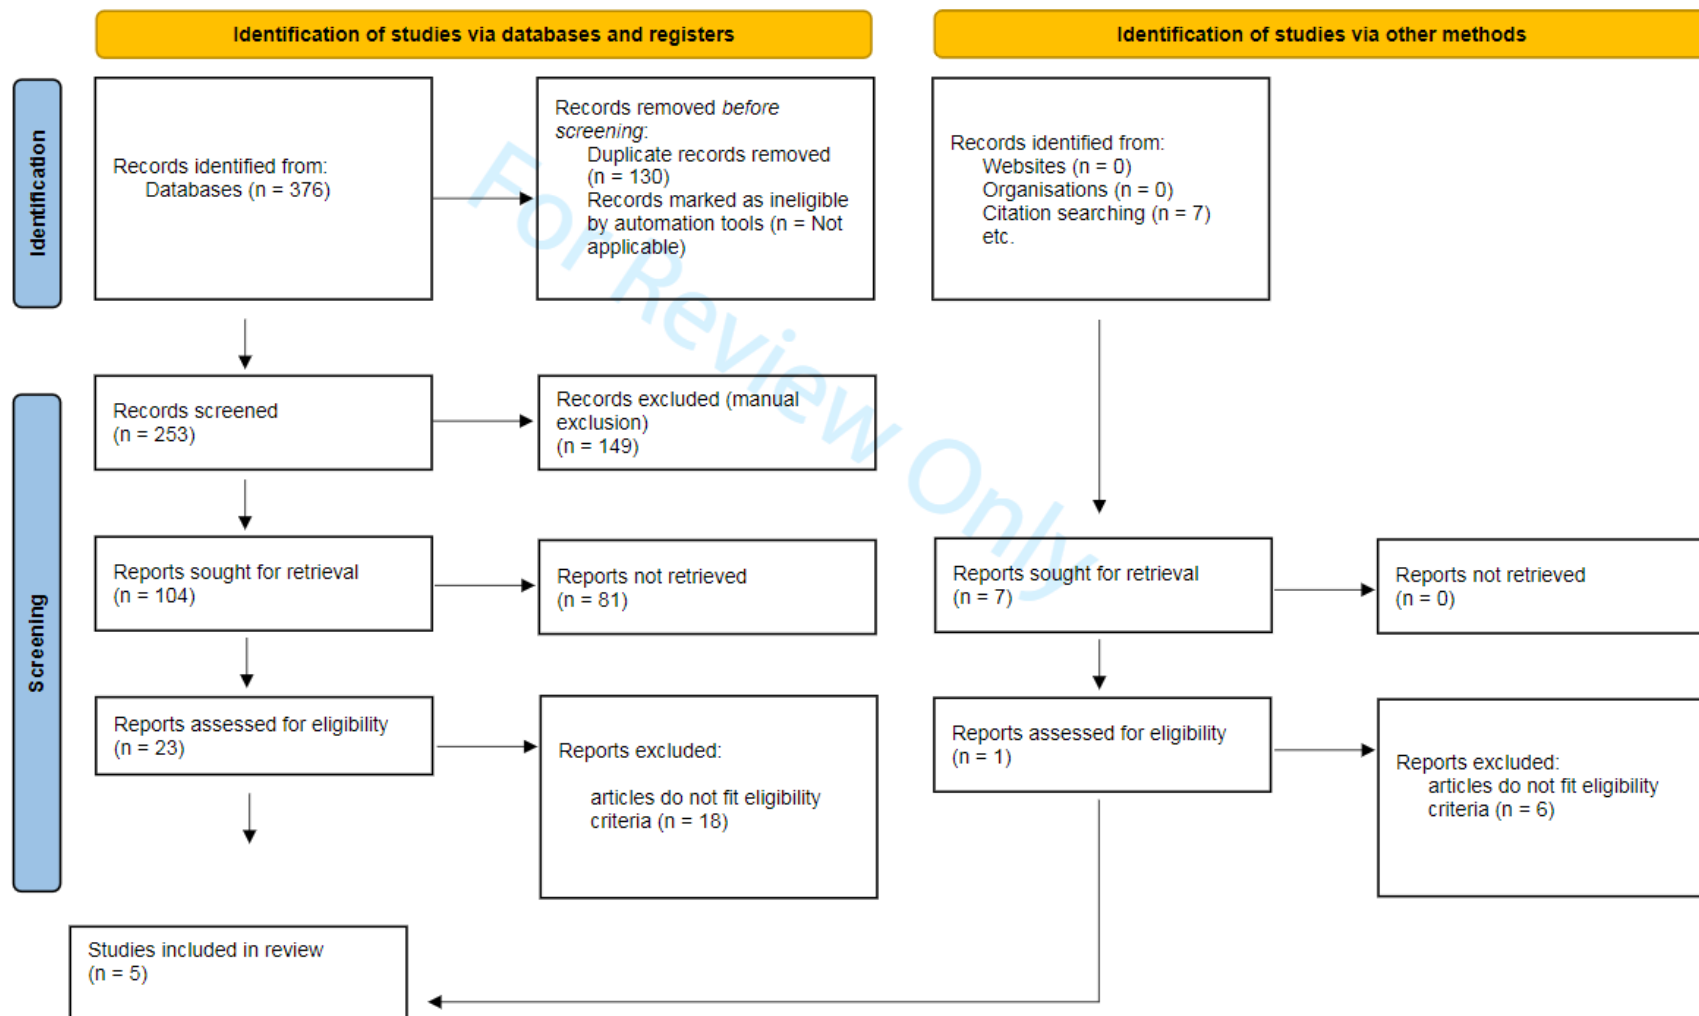 Identification of studies via databases and registers
Identification of studies via other methods
Identification
Records identified from:
Databases (n = 376)
Records removed before
screening:
Duplicate records removed
(n = 130)
Records marked as ineligible
by automation tools (n = Not
applicable)
Records identified from:
Websites (n = 0)
Organisations (n = 0)
Citation searching (n = 7)
etc.
For Review Only
Screening
Records screened
(n = 253)
Records excluded (manual
exclusion)
(n = 149)
Reports sought for retrieval
(n = 104)
Reports not retrieved
(n = 81)
Reports sought for retrieval
(n = 7)
Reports not retrieved
(n = 0)
Reports assessed for eligibility
(n = 23)
Reports excluded:
articles do not fit eligibility
criteria (n = 18)
Reports assessed for eligibility
(n = 1)
Reports excluded:
articles do not fit eligibility
criteria (n = 6)
Studies included in review
(n = 5)